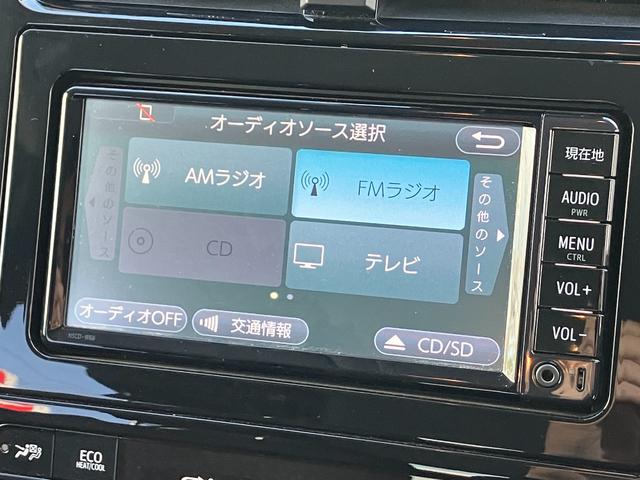 オーディオソース選択
その他のソース
AMラジオ
FMラジオ
その他のソース
CD
テレビ
オーディオOFF
交通情報
CD/SD
現在地
AUDIO
PWR
MENU
CTRL
VOL+
VOL-
ECO
HEAT/COOL